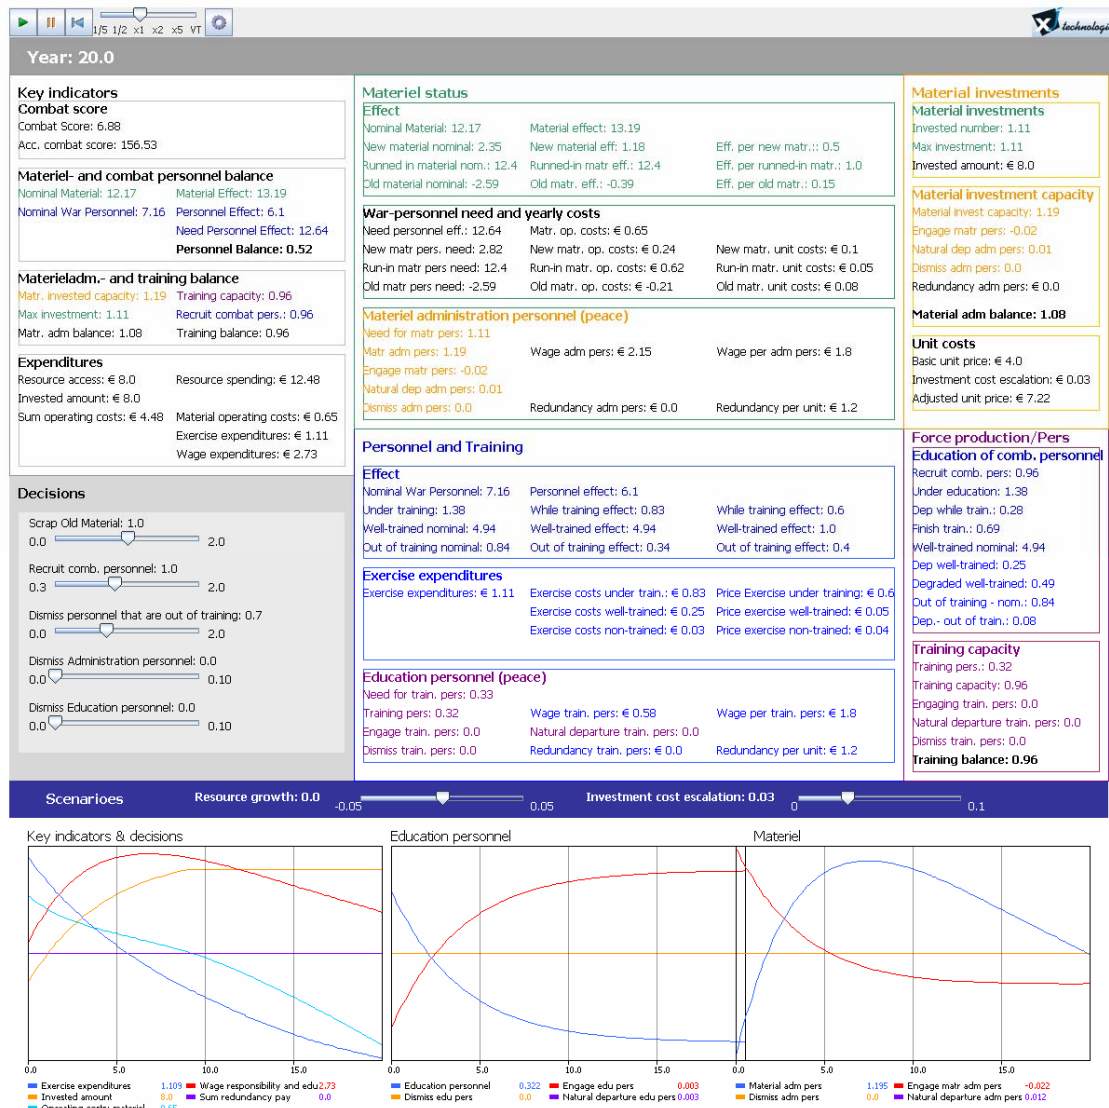 1/5 1/2 x1 x2 x5 VT
X technologi
Year: 20.0
Key indicators
Combat score
Combat Score: 6.88
Acc. combat score: 156.53
Materiel- and combat personnel balance
Nominal Material: 12.17 Material Effect: 13.19
Nominal War Personnel: 7.16 Personnel Effect: 6.1
Need Personnel Effect: 12.64
Personnel Balance: 0.52
Materieladm.- and training balance
Matr. invested capacity: 1.19 Training capacity: 0.96
Max investment: 1.11 Recruit combat pers.: 0.96
Matr. adm balance: 1.08 Training balance: 0.96
Expenditures
Resource access: € 8.0 Resource spending: € 12.48
Invested amount: € 8.0
Sum operating costs: € 4.48 Material operating costs: € 0.65
Exercise expenditures: € 1.11
Wage expenditures: € 2.73
Decisions
Scrap Old Material: 1.0
0.0 2.0
Recruit comb. personnel: 1.0
0.3 2.0
Dismiss personnel that are out of training: 0.7
0.0 2.0
Dismiss Administration personnel: 0.0
0.0 0.10
Dismiss Education personnel: 0.0
0.0 0.10
Materiel status
Effect
Nominal Material: 12.17 Material effect: 13.19
New material nominal: 2.35 New material eff: 1.18 Eff. per new matr.:: 0.5
Runned in material nom.: 12.4 Runned-in matr eff.: 12.4 Eff. per runned-in matr.: 1.0
Old material nominal: -2.59 Old matr. eff.: -0.39 Eff. per old matr.: 0.15
War-personnel need and yearly costs
Need personnel eff.: 12.64 Matr. op. costs: € 0.65
New matr pers. need: 2.82 New matr. op. costs: € 0.24 New matr. unit costs: € 0.1
Run-in matr pers need: 12.4 Run-in matr. op. costs: € 0.62 Run-in matr. unit costs: € 0.05
Old matr pers need: -2.59 Old matr. op. costs: € -0.21 Old matr. unit costs: € 0.08
Materiel administration personnel (peace)
Need for matr pers: 1.11
Matr adm pers: 1.19 Wage adm pers: € 2.15 Wage per adm pers: € 1.8
Engage matr pers: -0.02
Natural dep adm pers: 0.01
Dismiss adm pers: 0.0 Redundancy adm pers: € 0.0 Redundancy per unit: € 1.2
Personnel and Training
Effect
Nominal War Personnel: 7.16 Personnel effect: 6.1
Under training: 1.38 While training effect: 0.83 While training effect: 0.6
Well-trained nominal: 4.94 Well-trained effect: 4.94 Well-trained effect: 1.0
Out of training nominal: 0.84 Out of training effect: 0.34 Out of training effect: 0.4
Exercise expenditures
Exercise expenditures: € 1.11 Exercise costs under train.: € 0.83 Price Exercise under training: € 0.6
Exercise costs well-trained: € 0.25 Price exercise well-trained: € 0.05
Exercise costs non-trained: € 0.03 Price exercise non-trained: € 0.04
Education personnel (peace)
Need for train. pers: 0.33
Training pers: 0.32 Wage train. pers: € 0.58 Wage per train. pers: € 1.8
Engage train. pers: 0.0 Natural departure train. pers: 0.0
Dismiss train. pers: 0.0 Redundancy train. pers: € 0.0 Redundancy per unit: € 1.2
Material investments
Material investments
Invested number: 1.11
Max investment: 1.11
Invested amount: € 8.0
Material investment capacity
Material invest capacity: 1.19
Engage matr pers: -0.02
Natural dep adm pers: 0.01
Dismiss adm pers: 0.0
Redundancy adm pers: € 0.0
Material adm balance: 1.08
Unit costs
Basic unit price: € 4.0
Investment cost escalation: € 0.03
Adjusted unit price: € 7.22
Force production/Pers
Education of comb. personnel
Recruit comb. pers: 0.96
Under education: 1.38
Dep while train.: 0.28
Finish train.: 0.69
Well-trained nominal: 4.94
Dep well-trained: 0.25
Degraded well-trained: 0.49
Out of training - nom.: 0.84
Dep.- out of train.: 0.08
Training capacity
Training pers.: 0.32
Training capacity: 0.96
Engaging train. pers: 0.0
Natural departure train. pers: 0.0
Dismiss train. pers: 0.0
Training balance: 0.96
Scenarioes Resource growth: 0.0 -0.05 0.05 Investment cost escalation: 0.03 0 0.1
Key indicators & decisions
0.0 5.0 10.0 15.0
Exercise expenditures 1.109 Wage responsibility and edu 2.73
Invested amount 8.0 Sum redundancy pay 0.0
Operating costs material 0.65
Education personnel
0.0 5.0 10.0 15.0
Education personnel 0.322 Engage edu pers 0.003
Dismiss edu pers 0.0 Natural departure edu pers 0.003
Materiel
0.0 5.0 10.0 15.0
Material adm pers 1.195 Engage matr adm pers -0.022
Dismiss adm pers 0.0 Natural departure adm pers 0.012